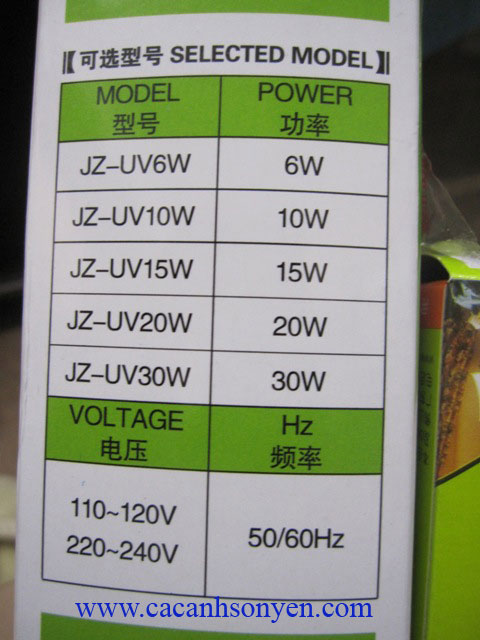 【可选型号 SELECTED MODEL】
MODEL POWER
型号 功率
JZ-UV6W 6W
JZ-UV10W 10W
JZ-UV15W 15W
JZ-UV20W 20W
JZ-UV30W 30W
VOLTAGE Hz
电压 频率
110~120V
220~240V
50/60Hz
www.cacanhsonyen.com